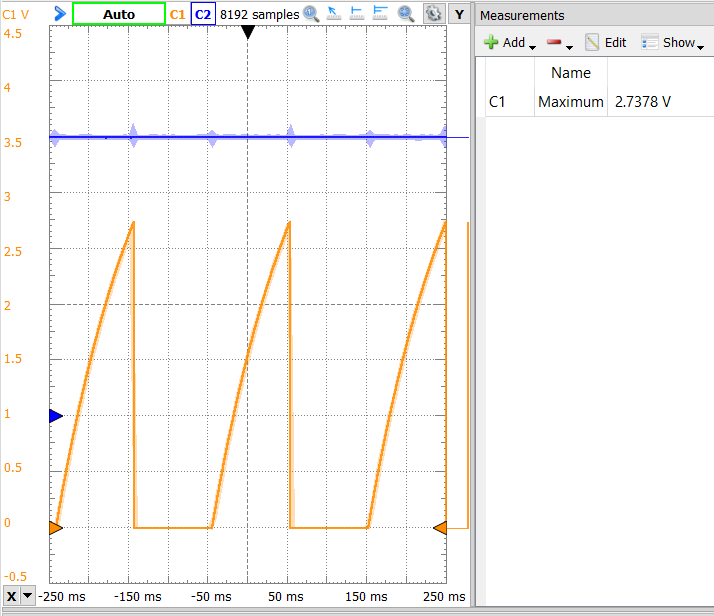 C1 V Auto C1 C2 8192 samples Y
4.5
4
3.5
3
2.5
2
1.5
1
0.5
0
-0.5
X -250 ms -150 ms -50 ms 50 ms 150 ms 250 ms
Measurements
Add Edit Show
Name
C1 Maximum 2.7378 V